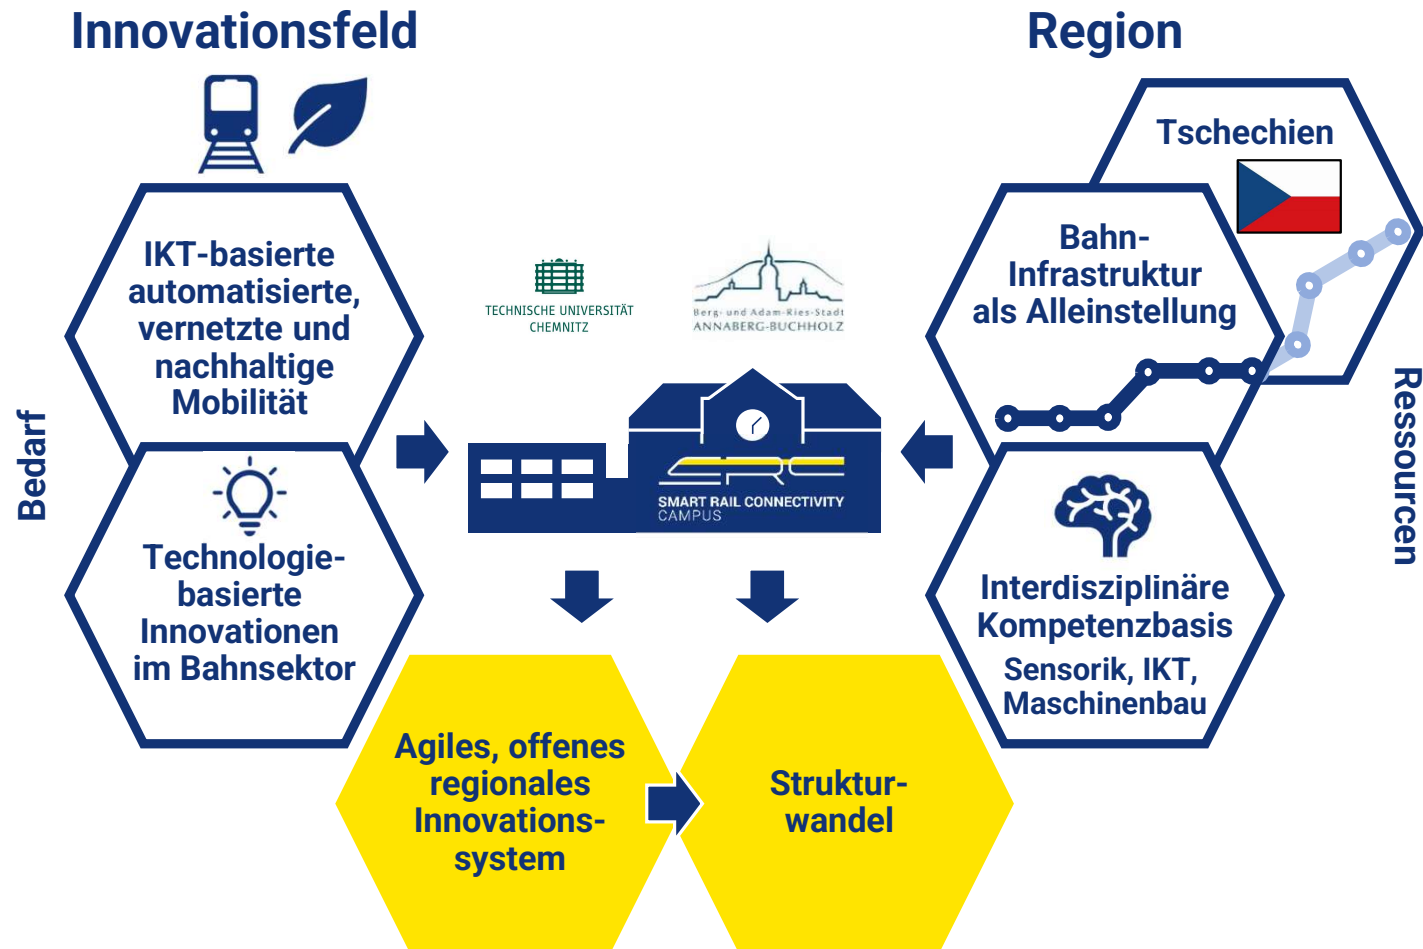 Innovationsfeld
Region
Bedarf
IKT-basierte
automatisierte,
vernetzte und
nachhaltige
Mobilität
Technologie-
basierte
Innovationen
im Bahnsektor
TECHNISCHE UNIVERSITÄT
CHEMNITZ
Berg- und Adam-Ries-Stadt
ANNABERG-BUCHHOLZ
SRCC
SMART RAIL CONNECTIVITY
CAMPUS
Tschechien
Bahn-
Infrastruktur
als Alleinstellung
Interdisziplinäre
Kompetenzbasis
Sensorik, IKT,
Maschinenbau
Ressourcen
Agiles, offenes
regionales
Innovations-
system
Struktur-
wandel